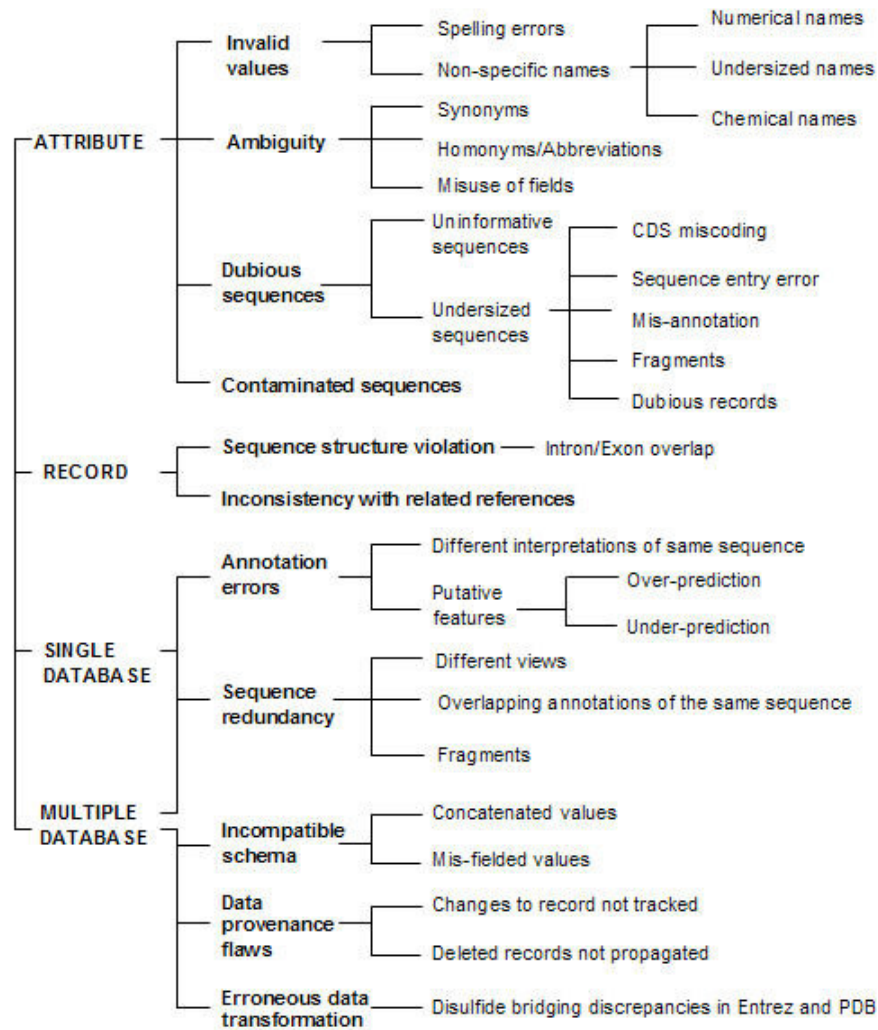 ATTRIBUTE
Invalid
values
Spelling errors
Non-specific names
Numerical names
Undersized names
Chemical names
Ambiguity
Synonyms
Homonyms/Abbreviations
Misuse of fields
Dubious
sequences
Uninformative
sequences
Undersized
sequences
CDS miscoding
Sequence entry error
Mis-annotation
Fragments
Dubious records
Contaminated sequences
RECORD
Sequence structure violation
Intron/Exon overlap
Inconsistency with related references
SINGLE
DATABASE
Annotation
errors
Different interpretations of same sequence
Putative
features
Over-prediction
Under-prediction
Sequence
redundancy
Different views
Overlapping annotations of the same sequence
Fragments
MULTIPLE
DATABASE
Incompatible
schema
Concatenated values
Mis-fielded values
Data
provenance
flaws
Changes to record not tracked
Deleted records not propagated
Erroneous data
transformation
Disulfide bridging discrepancies in Entrez and PDB